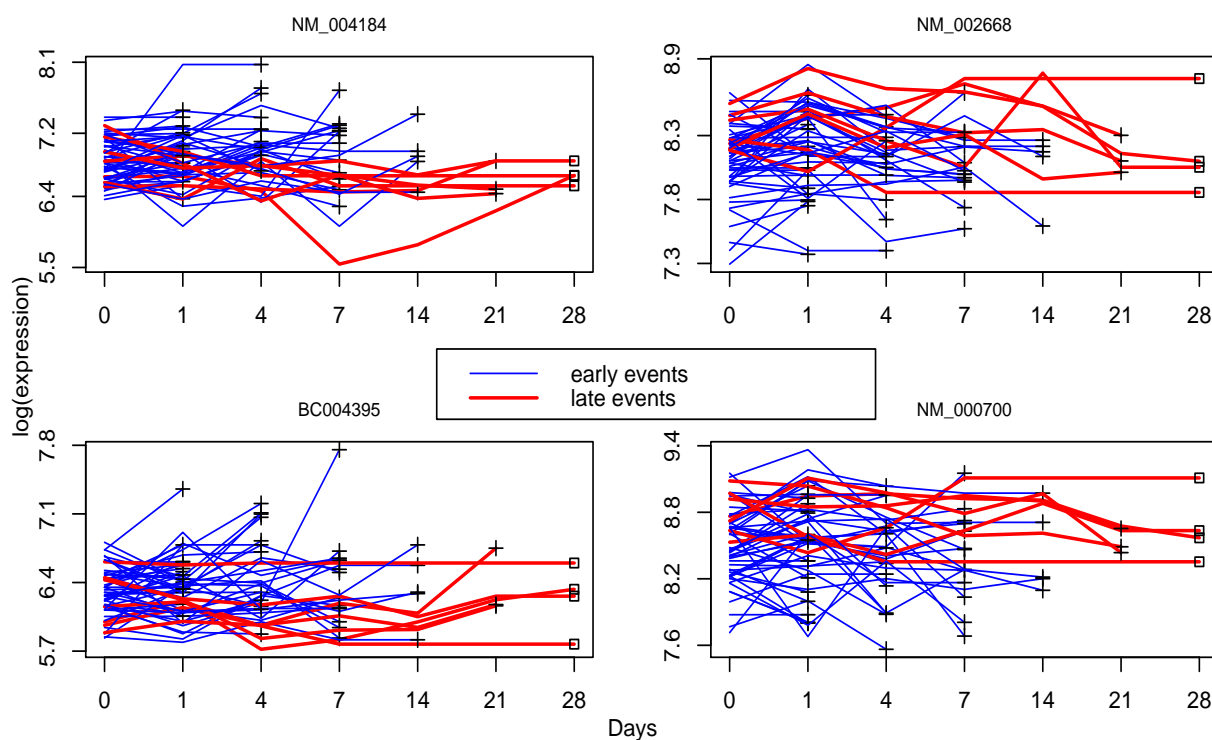 NM_004184
8.1
7.2
6.4
5.5
0 1 4 7 14 21 28
NM_002668
8.9
8.3
7.8
7.3
0 1 4 7 14 21 28
log(expression)
early events
late events
BC004395
7.8
7.1
6.4
5.7
0 1 4 7 14 21 28
NM_000700
9.4
8.8
8.2
7.6
0 1 4 7 14 21 28
Days